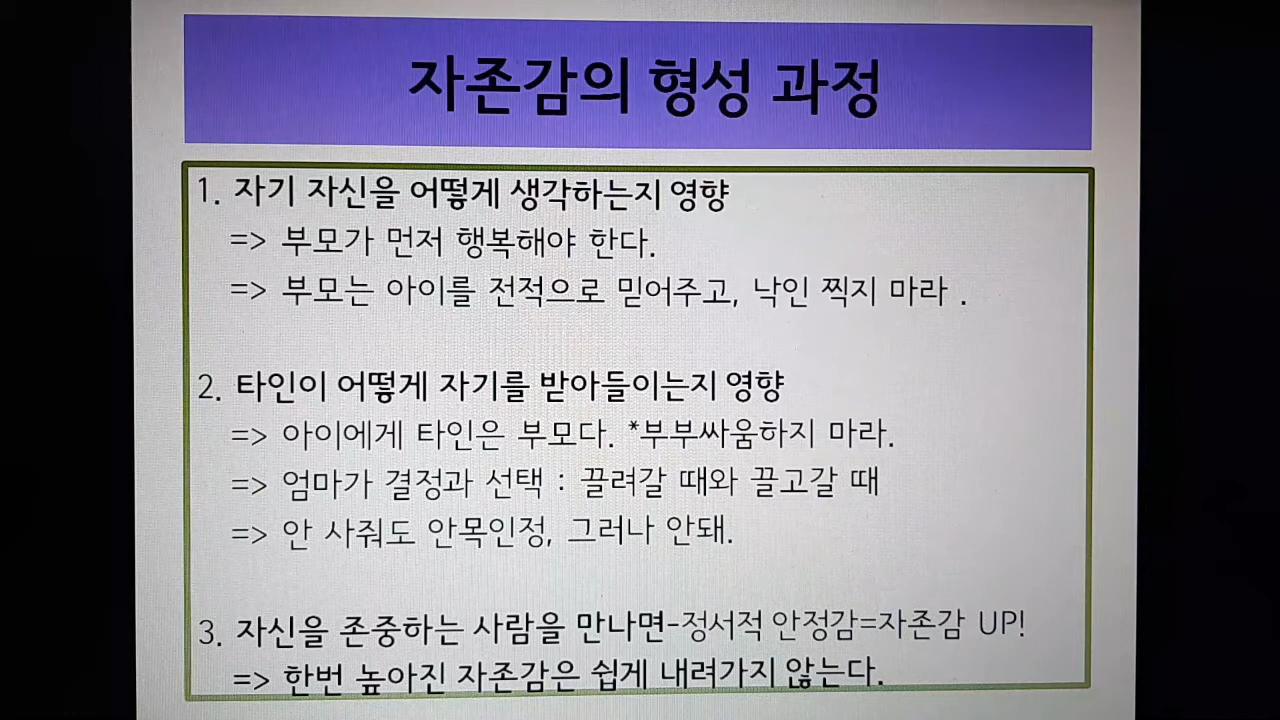 자존감의 형성 과정
1. 자기 자신을 어떻게 생각하는지 영향
=> 부모가 먼저 행복해야 한다.
=> 부모는 아이를 전적으로 믿어주고, 낙인 찍지 마라 .
2. 타인이 어떻게 자기를 받아들이는지 영향
=> 아이에게 타인은 부모다. *부부싸움하지 마라.
=> 엄마가 결정과 선택 : 끌려갈 때와 끌고갈 때
=> 안 사줘도 안목인정, 그러나 안돼.
3. 자신을 존중하는 사람을 만나면-정서적 안정감=자존감 UP!
=> 한번 높아진 자존감은 쉽게 내려가지 않는다.